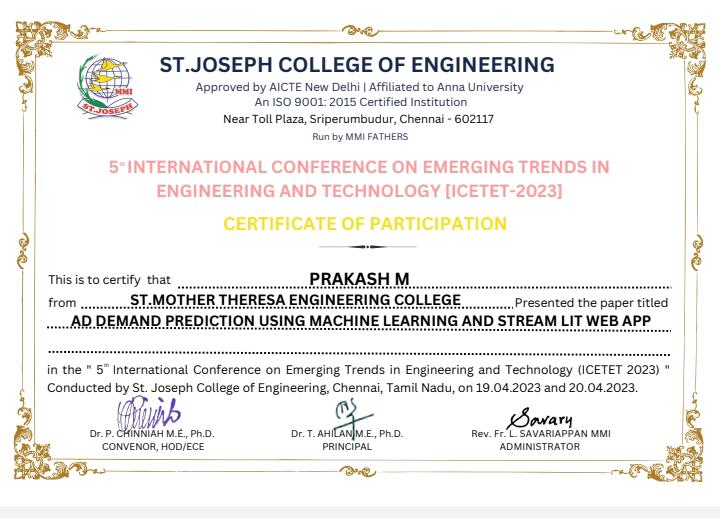 MMI
ST.JOSEPH
ST.JOSEPH COLLEGE OF ENGINEERING
Approved by AICTE New Delhi | Affiliated to Anna University
An ISO 9001: 2015 Certified Institution
Near Toll Plaza, Sriperumbudur, Chennai - 602117
Run by MMI FATHERS
5th INTERNATIONAL CONFERENCE ON EMERGING TRENDS IN
ENGINEERING AND TECHNOLOGY [ICETET-2023]
CERTIFICATE OF PARTICIPATION
This is to certify that PRAKASH M
from ST.MOTHER THERESA ENGINEERING COLLEGE Presented the paper titled
AD DEMAND PREDICTION USING MACHINE LEARNING AND STREAM LIT WEB APP
in the " 5th International Conference on Emerging Trends in Engineering and Technology (ICETET 2023) "
Conducted by St. Joseph College of Engineering, Chennai, Tamil Nadu, on 19.04.2023 and 20.04.2023.
Savary
Dr. P. CHINNIAH M.E., Ph.D. Dr. T. AHILAN M.E., Ph.D. Rev. Fr. L. SAVARIAPPAN MMI
CONVENOR, HOD/ECE PRINCIPAL ADMINISTRATOR